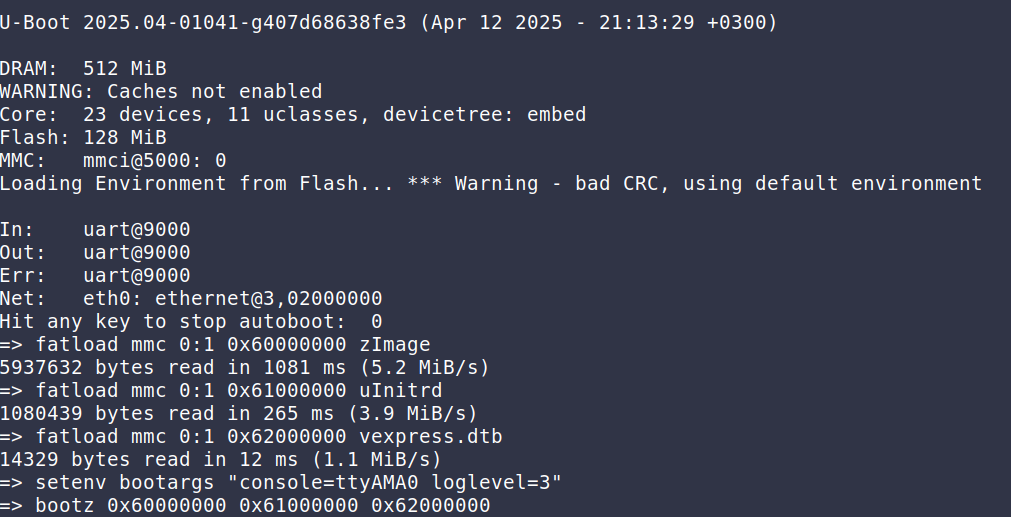 U-Boot 2025.04-01041-g407d68638fe3 (Apr 12 2025 - 21:13:29 +0300)
DRAM:  512 MiB
WARNING: Caches not enabled
Core:  23 devices, 11 uclasses, devicetree: embed
Flash: 128 MiB
MMC:   mmci@5000: 0
Loading Environment from Flash... *** Warning - bad CRC, using default environment
In:    uart@9000
Out:   uart@9000
Err:   uart@9000
Net:   eth0: ethernet@3,02000000
Hit any key to stop autoboot:  0
=> fatload mmc 0:1 0x60000000 zImage
5937632 bytes read in 1081 ms (5.2 MiB/s)
=> fatload mmc 0:1 0x61000000 uInitrd
1080439 bytes read in 265 ms (3.9 MiB/s)
=> fatload mmc 0:1 0x62000000 vexpress.dtb
14329 bytes read in 12 ms (1.1 MiB/s)
=> setenv bootargs "console=ttyAMA0 loglevel=3"
=> bootz 0x60000000 0x61000000 0x62000000